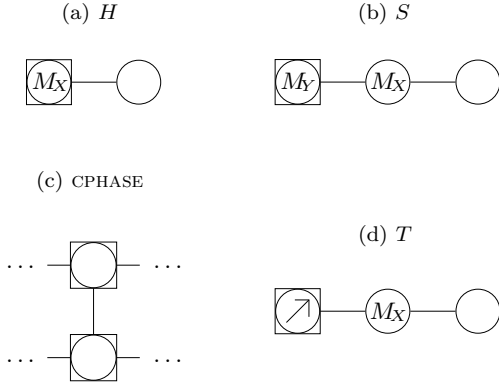 (a) H
(b) S
M_X
M_Y M_X
(c) CPHASE
(d) T
... ...
M_X
... ...